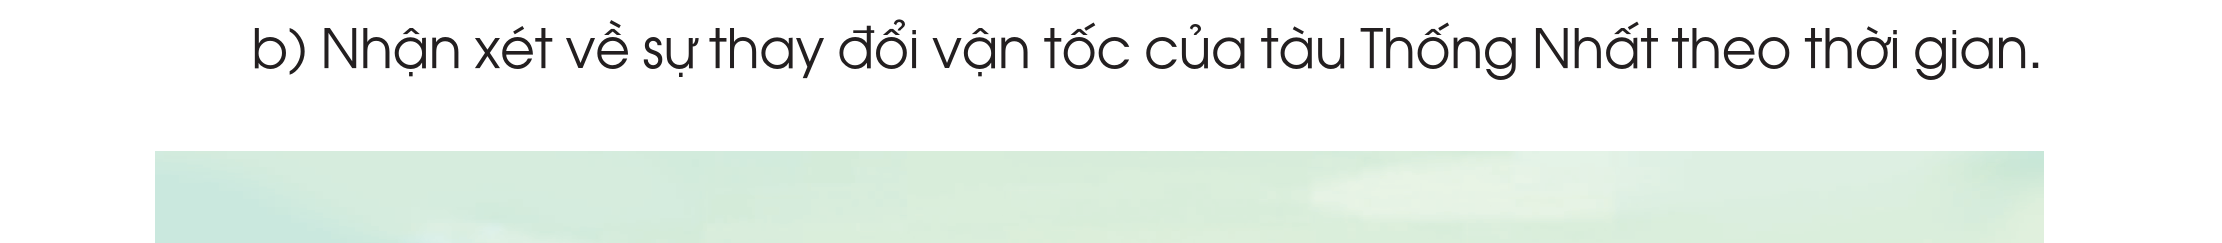 b) Nhận xét về sự thay đổi vận tốc của tàu Thống Nhất theo thời gian.